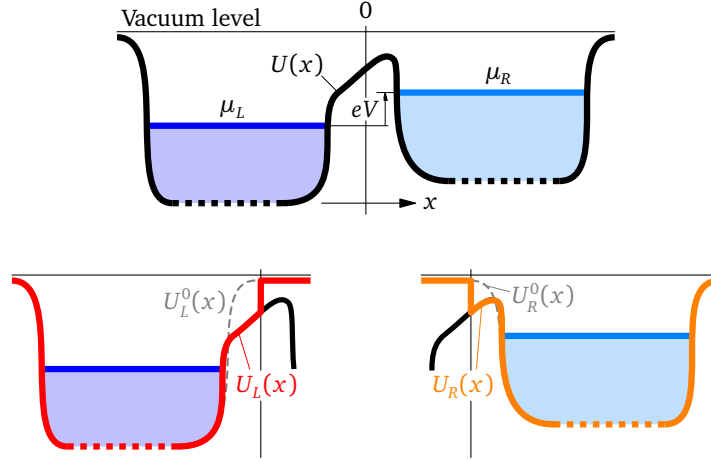 0
Vacuum level
U(x)
μ_R
μ_L
eV
x
U_L^0(x)
U_R^0(x)
U_L(x)
U_R(x)